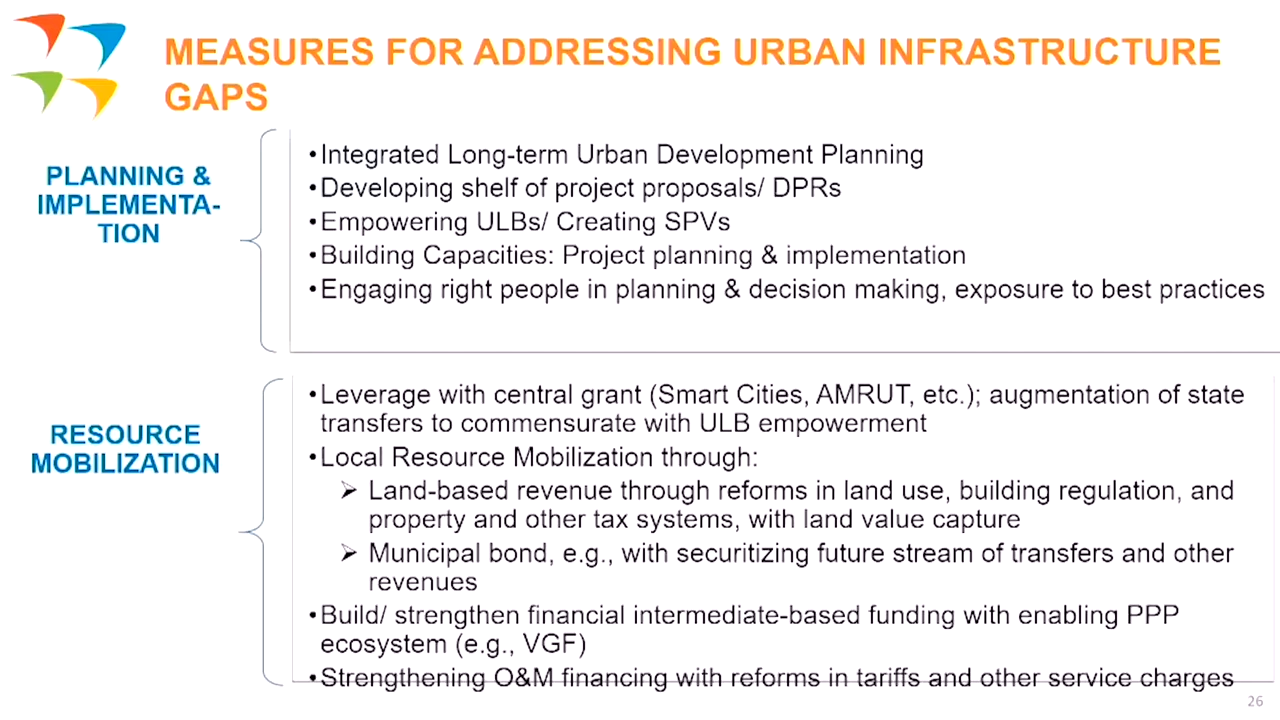 MEASURES FOR ADDRESSING URBAN INFRASTRUCTURE
GAPS
PLANNING &
IMPLEMENTA-
TION
•Integrated Long-term Urban Development Planning
•Developing shelf of project proposals/ DPRs
•Empowering ULBs/ Creating SPVs
•Building Capacities: Project planning & implementation
•Engaging right people in planning & decision making, exposure to best practices
RESOURCE
MOBILIZATION
•Leverage with central grant (Smart Cities, AMRUT, etc.); augmentation of state
transfers to commensurate with ULB empowerment
•Local Resource Mobilization through:
➢ Land-based revenue through reforms in land use, building regulation, and
property and other tax systems, with land value capture
➢ Municipal bond, e.g., with securitizing future stream of transfers and other
revenues
•Build/ strengthen financial intermediate-based funding with enabling PPP
ecosystem (e.g., VGF)
•Strengthening O&M financing with reforms in tariffs and other service charges
26